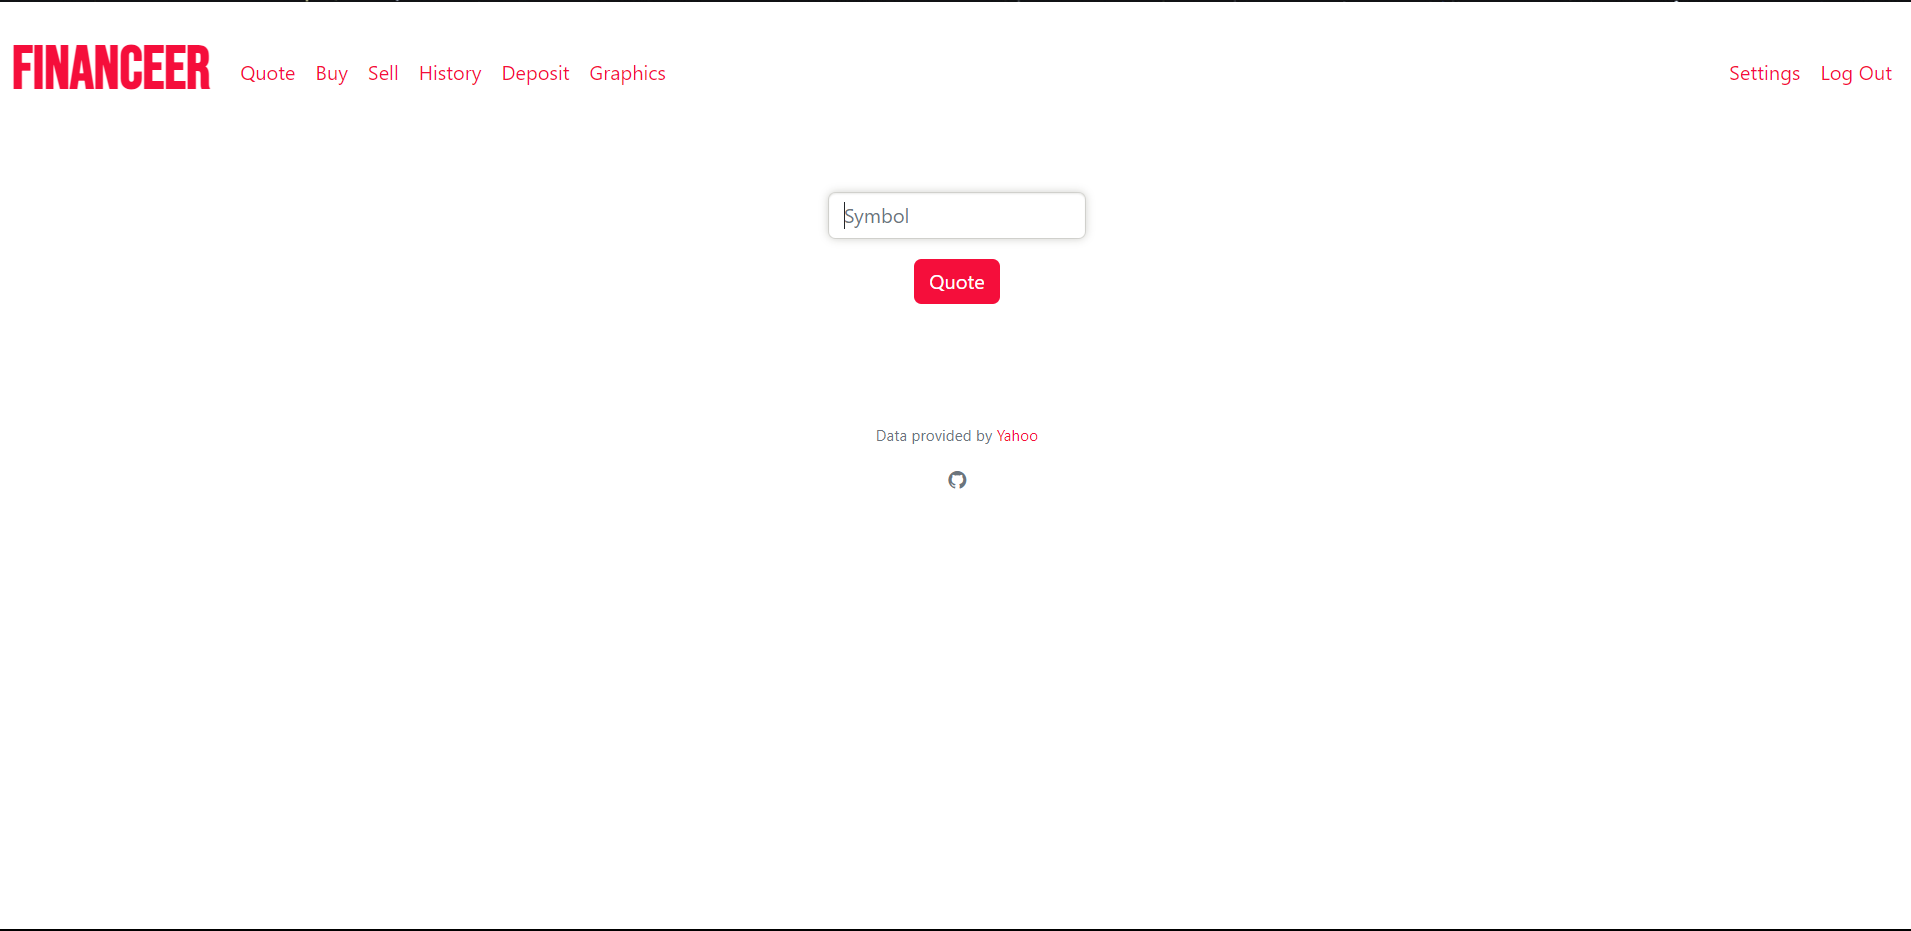 FINANCEER Quote Buy Sell History Deposit Graphics Settings Log Out
Symbol
Quote
Data provided by Yahoo